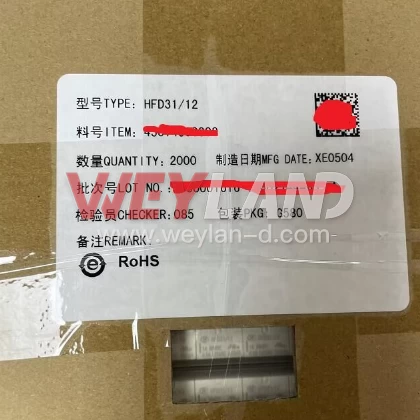 型号TYPE: HFD31/12
料号ITEM:
数量QUANTITY: 2000 制造日期MFG DATE: XE0504
批次号LOT NO.
WEYLAND
检验员CHECKER: 085 包装PKG: G580
www.weylan-d.com
备注REMARK:
e RoHS